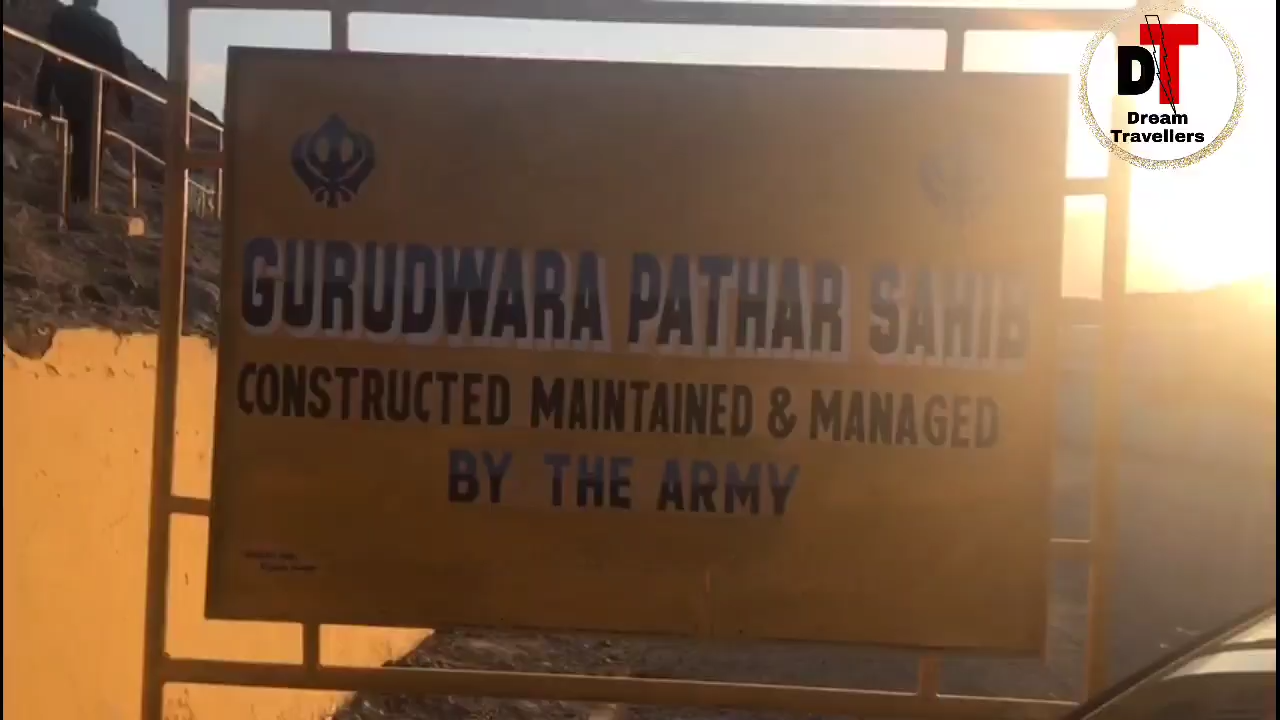 DT
Dream
Travellers
GURUDWARA PATHAR SAHIB
CONSTRUCTED MAINTAINED & MANAGED
BY THE ARMY